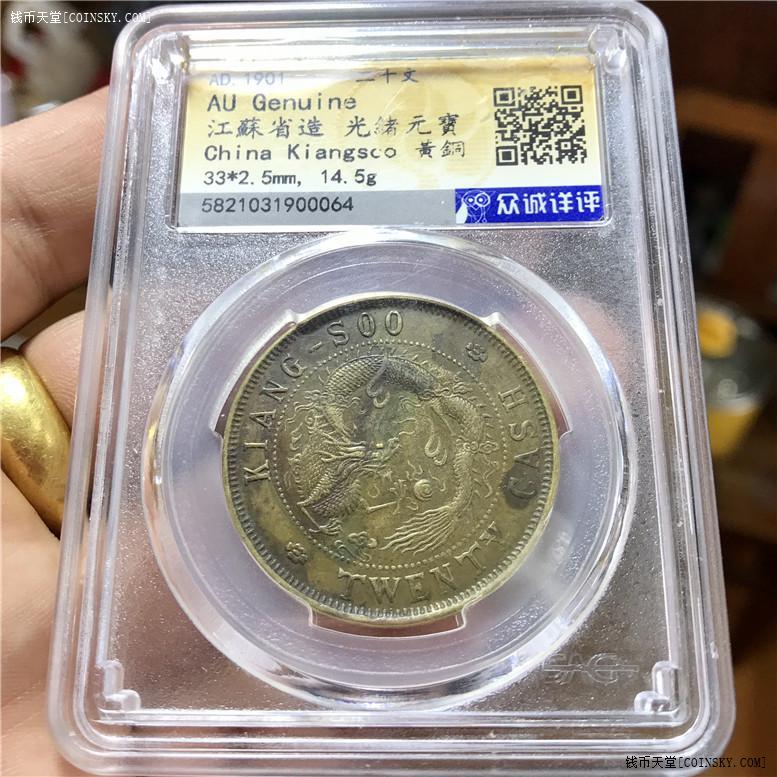 钱币天堂[COINSKY.COM]
AD. 1901 二十文
AU Genuine
江蘇省造 光緒元寶
China Kiangsoo 黃銅
33*2.5mm, 14.5g
5821031900064
众诚详评
KIANG-SOO
TWENTY CASH
钱币天堂[COINSKY.COM]